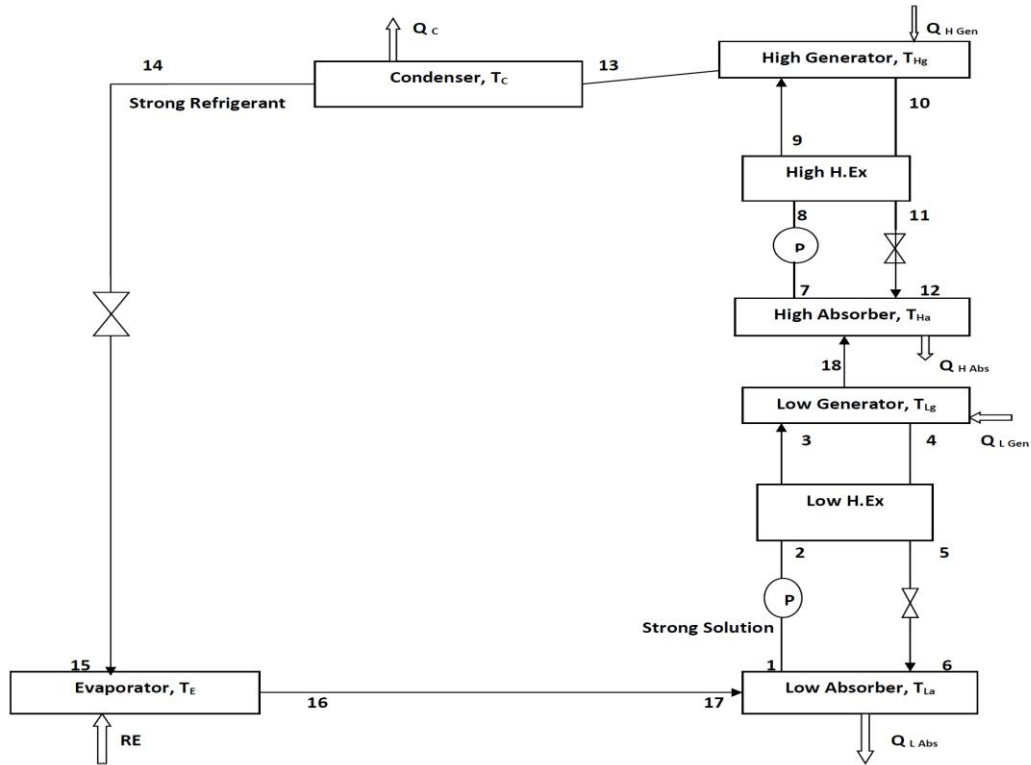 Q C
Q H Gen
14
13
High Generator, THg
Condenser, TC
Strong Refrigerant
10
9
High H.Ex
8
11
P
7
12
High Absorber, THa
18
Q H Abs
Low Generator, TLg
3
4
Q L Gen
Low H.Ex
2
5
P
Strong Solution
15
1
6
Evaporator, TE
16
17
Low Absorber, TLa
RE
Q L Abs